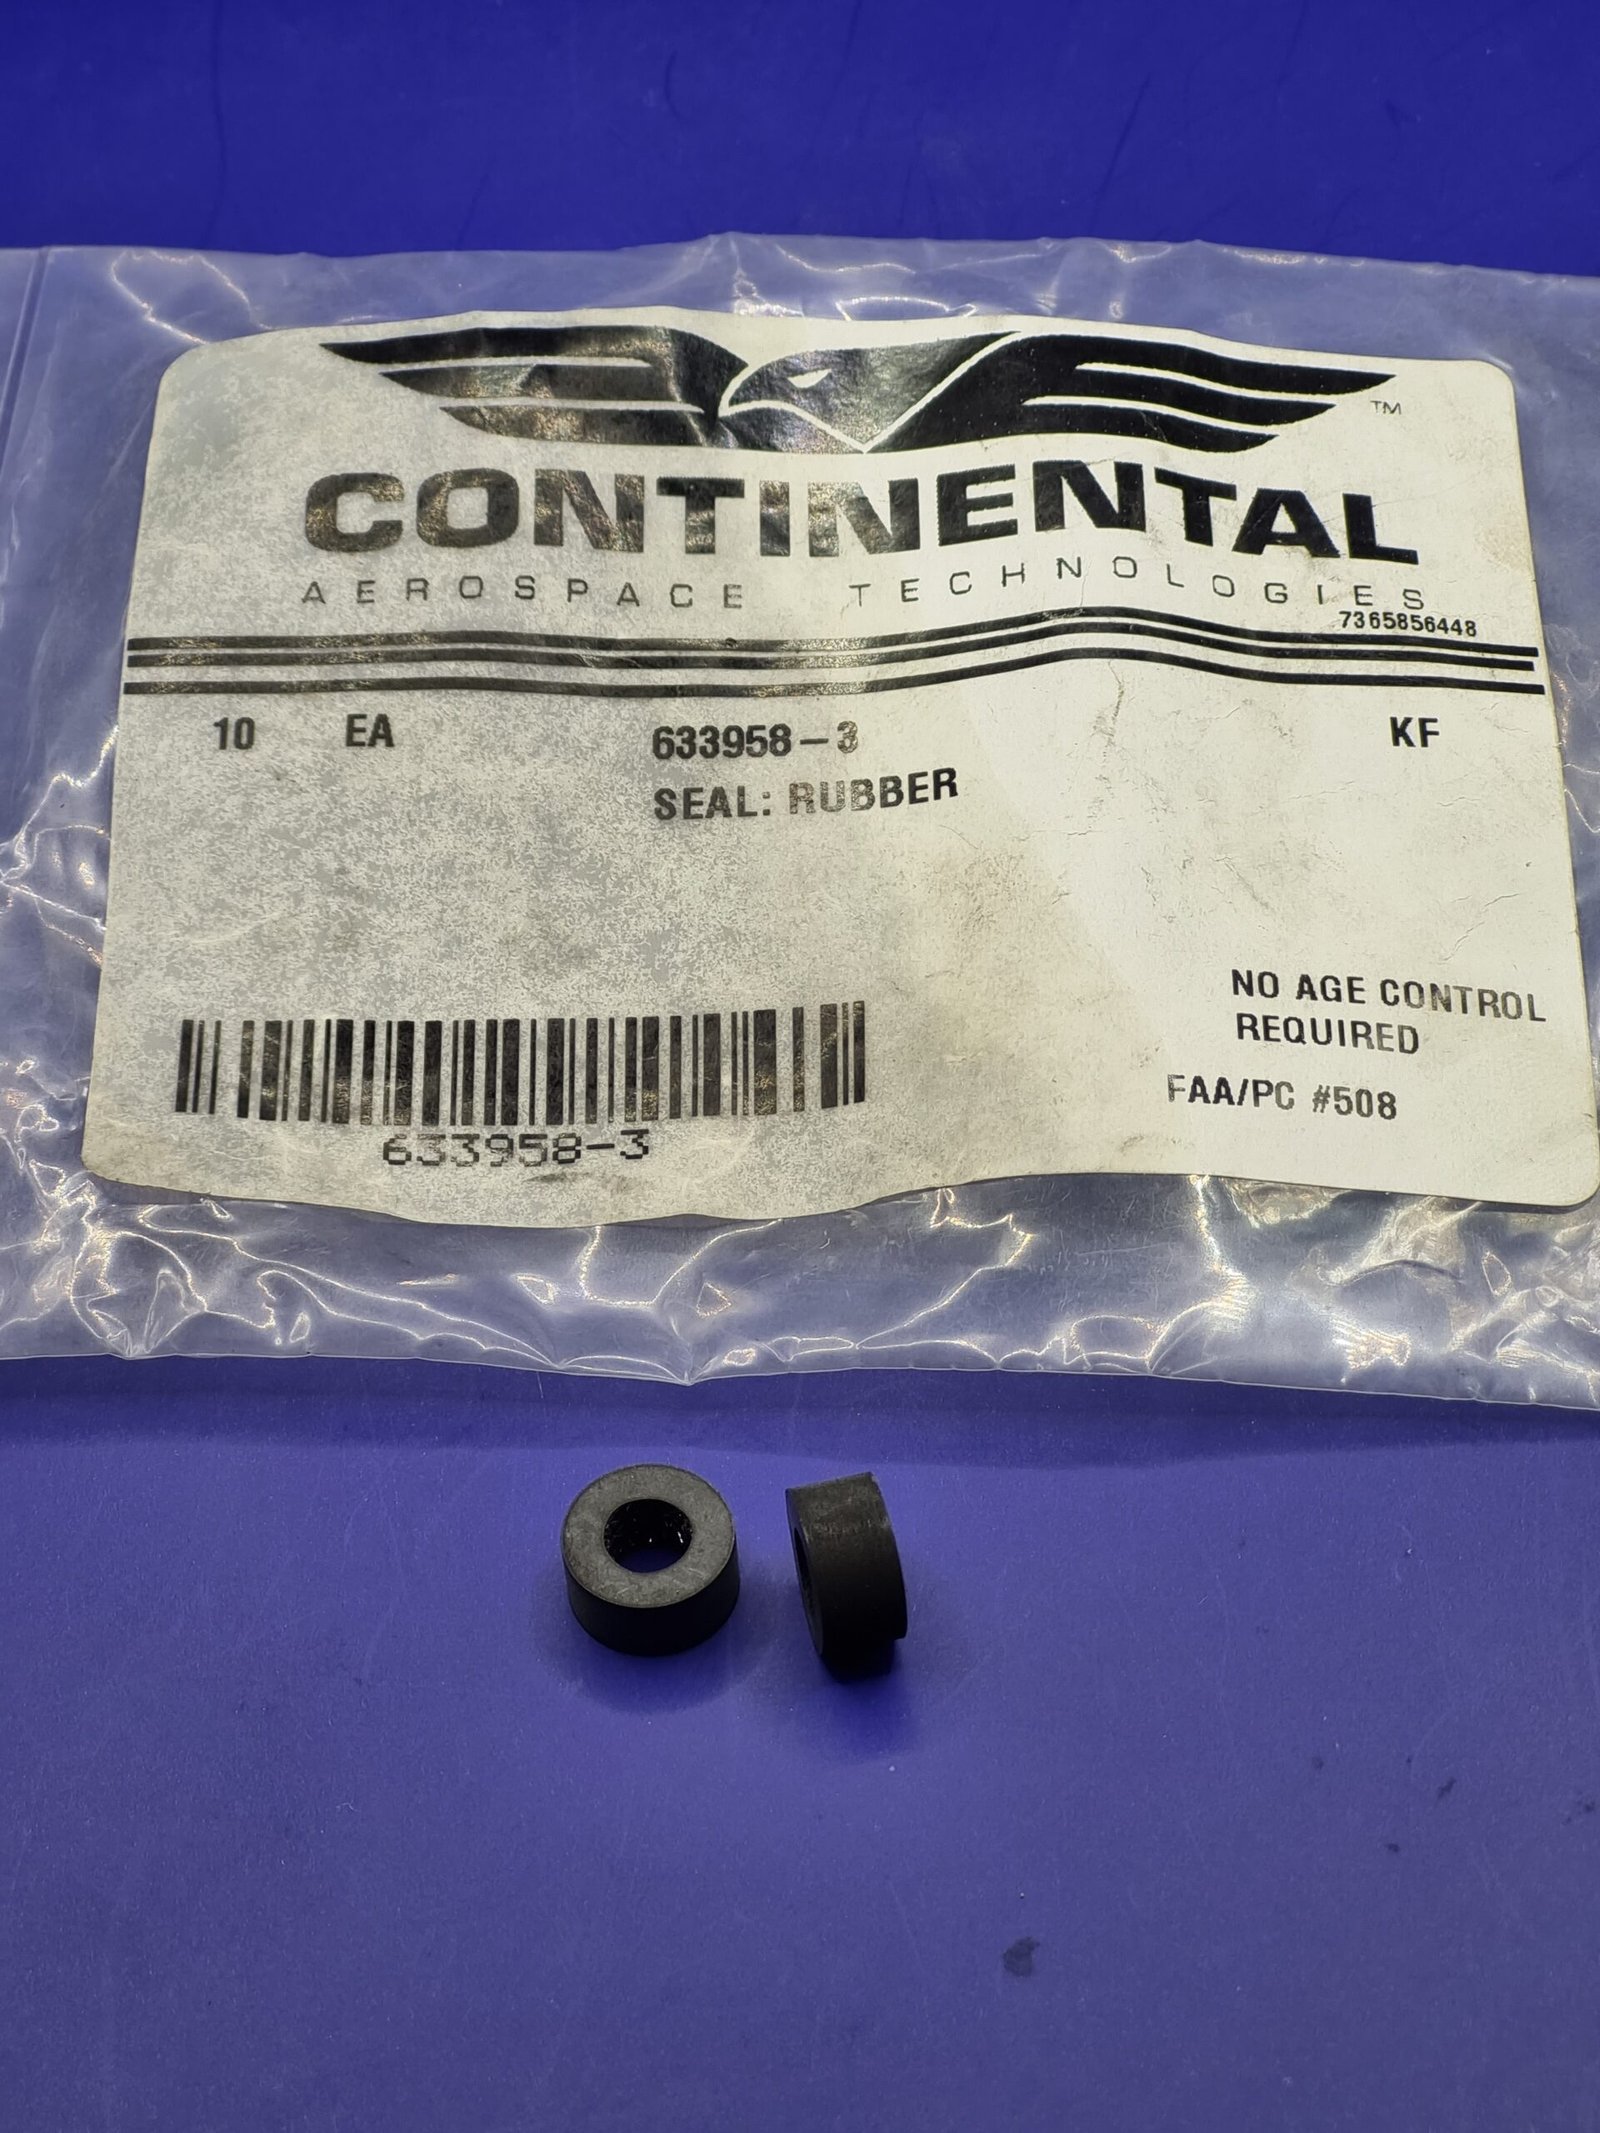 TM
CONTINENTAL
AEROSPACE TECHNOLOGIES
7365856448
10 EA 633958-3 KF
SEAL: RUBBER
NO AGE CONTROL
REQUIRED
FAA/PC #508
633958-3